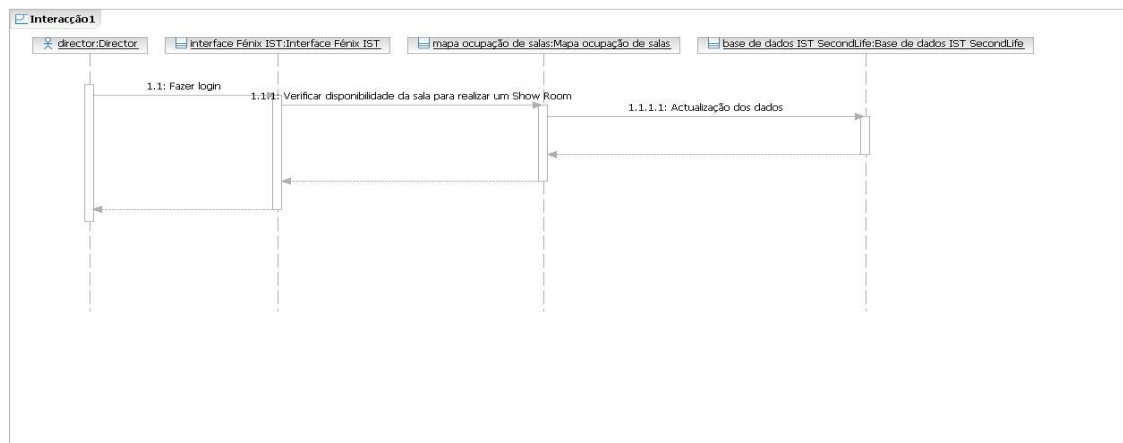 Interacção1
director:Director
interface Fénix IST:Interface Fénix IST
mapa ocupação de salas:Mapa ocupação de salas
base de dados IST SecondLife:Base de dados IST SecondLife
1.1: Fazer login
1.1.1: Verificar disponibilidade da sala para realizar um Show Room
1.1.1.1: Actualização dos dados